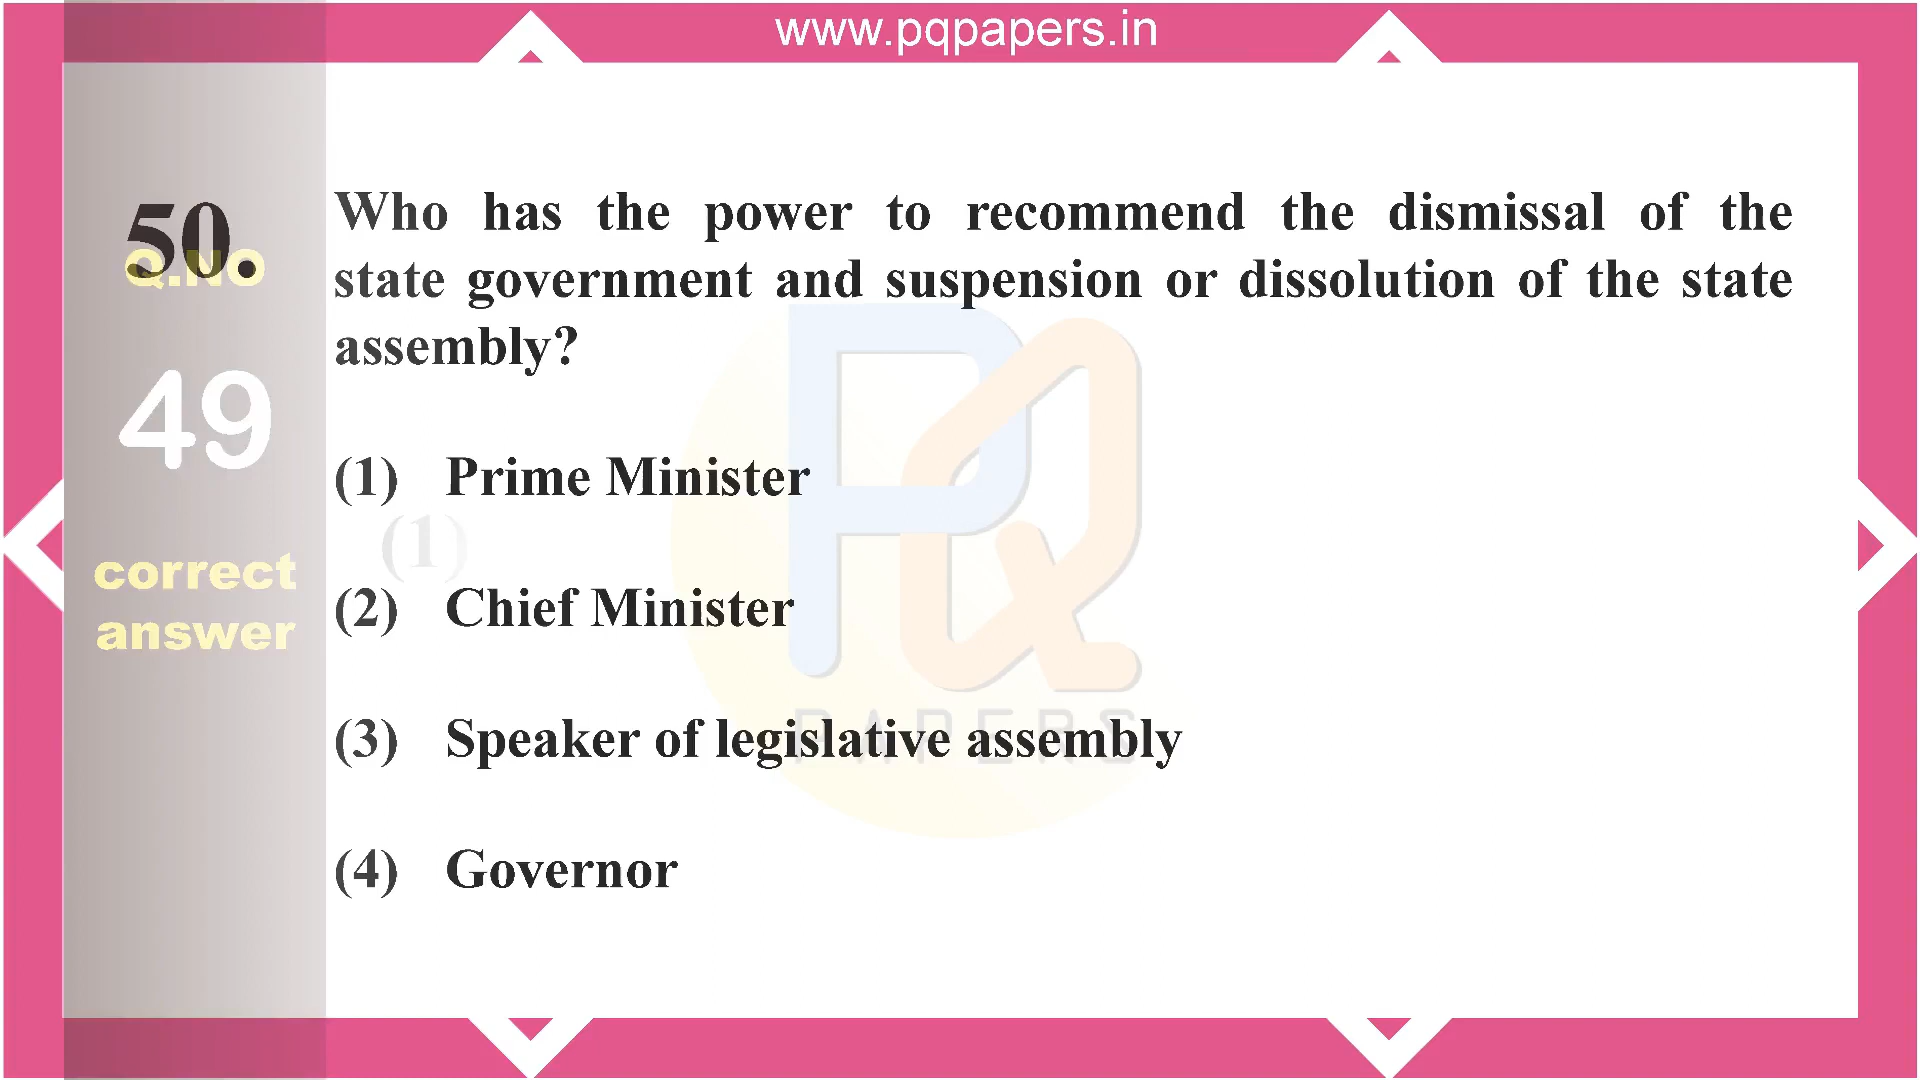 www.pqpapers.in
50.
Q.NO
49
correct
answer
Who has the power to recommend the dismissal of the
state government and suspension or dissolution of the state
assembly?
(1) Prime Minister
(1)
(2) Chief Minister
(3) Speaker of legislative assembly
(4) Governor
PQ
PAPERS